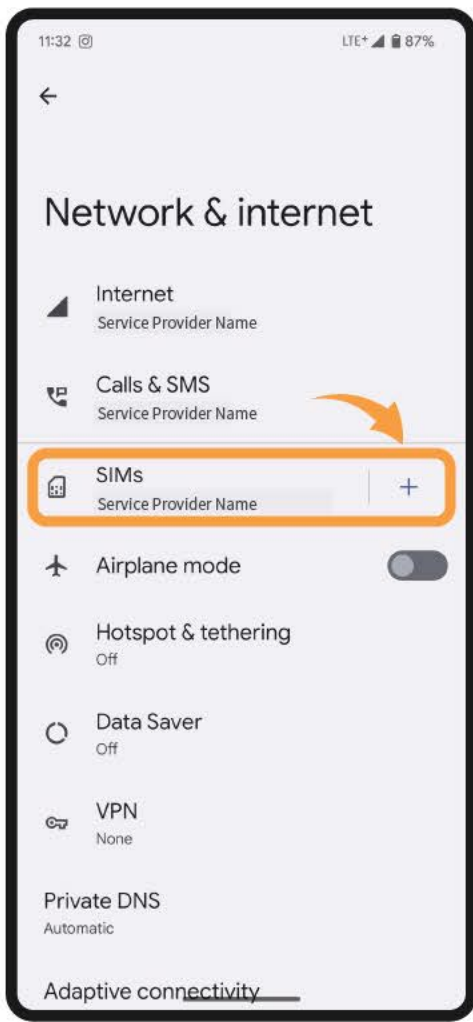 11:32 LTE+ 87%
Network & internet
Internet
Service Provider Name
Calls & SMS
Service Provider Name
SIMs
Service Provider Name
+
Airplane mode
Hotspot & tethering
Off
Data Saver
Off
VPN
None
Private DNS
Automatic
Adaptive connectivity